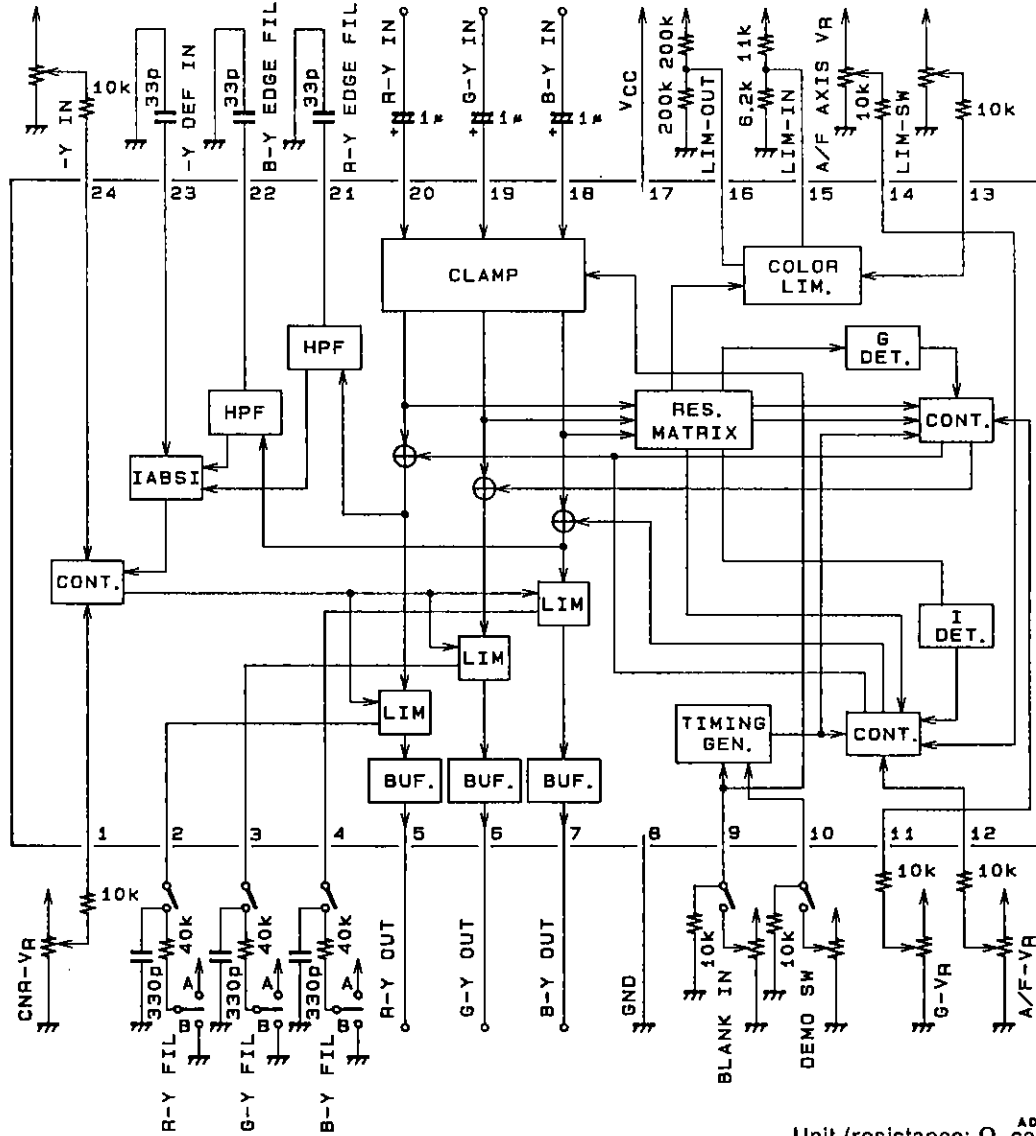 10k
-Y IN
33p
-Y DEF IN
33p
B-Y EDGE FIL
33p
R-Y EDGE FIL
R-Y IN
1μ
G-Y IN
1μ
B-Y IN
1μ
VCC
200k 200k
LIM-OUT
6.2k 11k
LIM-IN
A/F AXIS VR
10k
LIM-SW
10k
24 23 22 21 20 19 18 17 16 15 14 13
CLAMP
COLOR
LIM.
HPF
G
DET.
HPF
RES.
MATRIX
CONT.
IABSI
CONT.
LIM
I
DET.
LIM
LIM
TIMING
GEN.
CONT.
BUF.
BUF.
BUF.
1 2 3 4 5 6 7 8 9 10 11 12
CNR-VR
10k
330p
40k
A
B
R-Y FIL
330p
40k
A
B
G-Y FIL
330p
40k
A
B
B-Y FIL
R-Y OUT
G-Y OUT
B-Y OUT
GND
10k
BLANK IN
10k
DEMO SW
10k
G-VR
10k
A/F-VR
Unit (resistance: Ω,